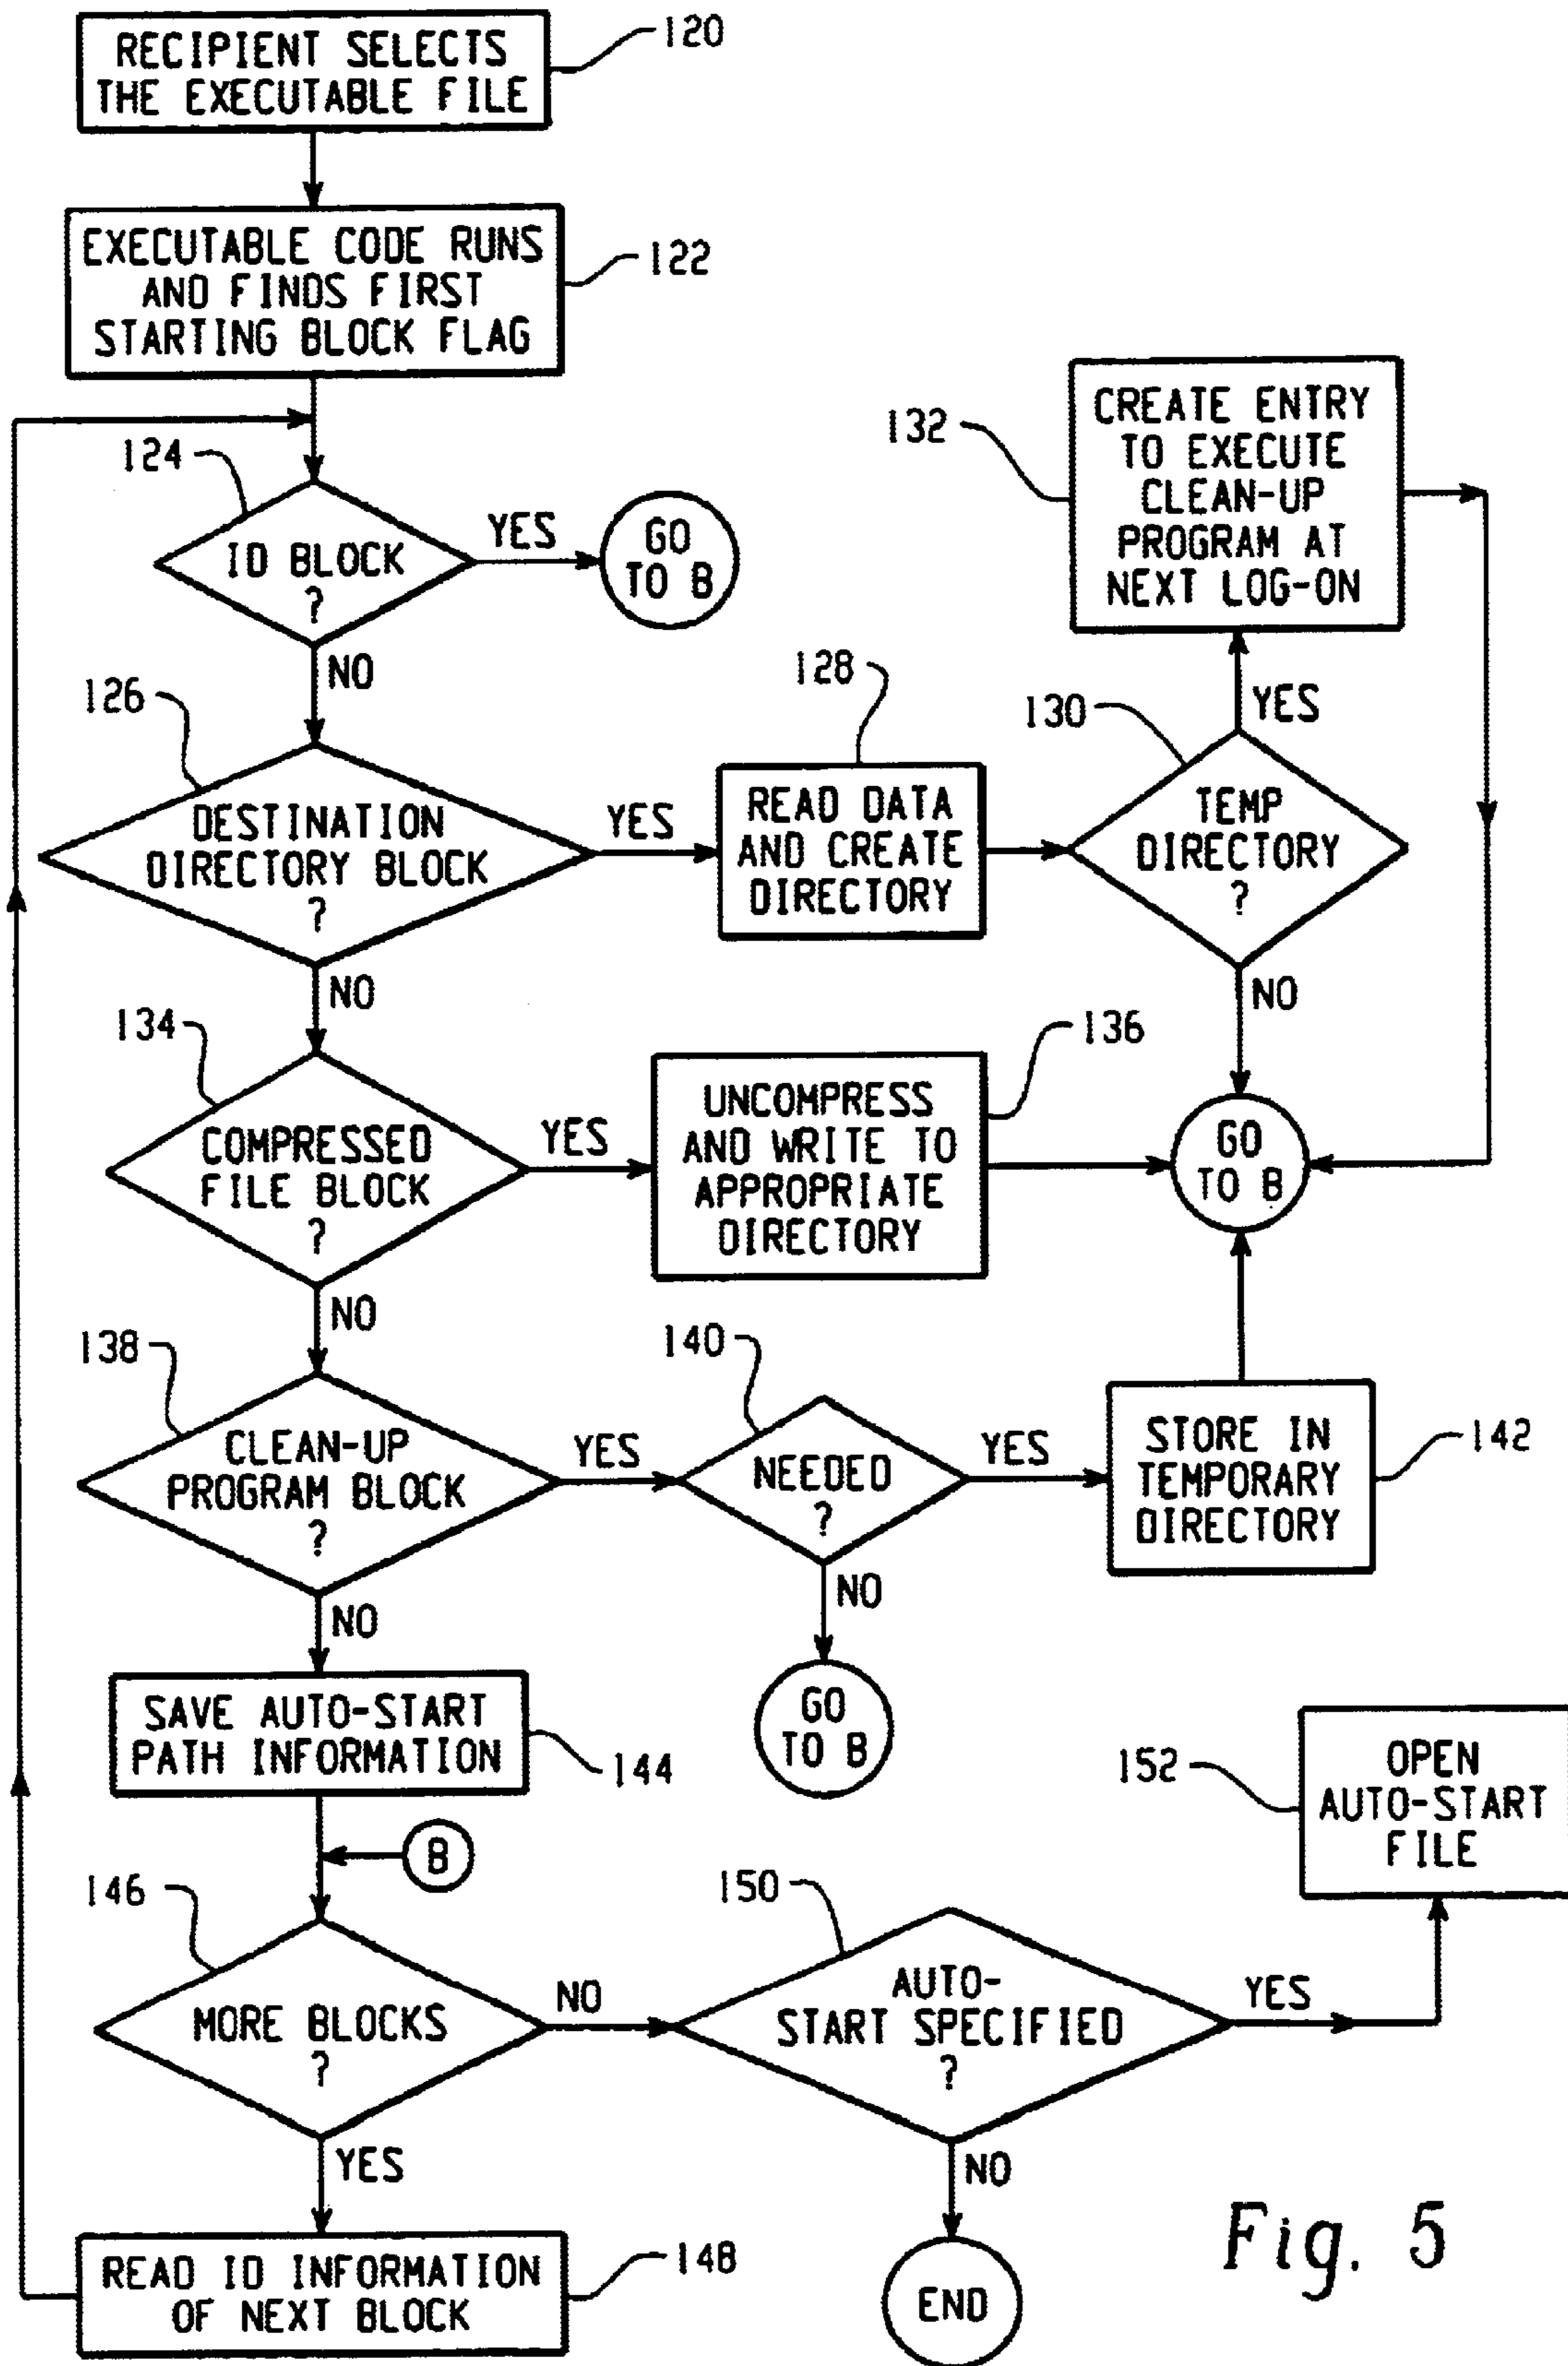 RECIPIENT SELECTS
THE EXECUTABLE FILE
120
EXECUTABLE CODE RUNS
AND FINDS FIRST
STARTING BLOCK FLAG
122
124
ID BLOCK
?
YES
GO
TO B
NO
CREATE ENTRY
TO EXECUTE
CLEAN-UP
PROGRAM AT
NEXT LOG-ON
132
126
DESTINATION
DIRECTORY BLOCK
?
YES
128
READ DATA
AND CREATE
DIRECTORY
130
YES
TEMP
DIRECTORY
?
NO
NO
134
COMPRESSED
FILE BLOCK
?
YES
136
UNCOMPRESS
AND WRITE TO
APPROPRIATE
DIRECTORY
GO
TO B
NO
138
CLEAN-UP
PROGRAM BLOCK
?
YES
140
NEEDED
?
YES
STORE IN
TEMPORARY
DIRECTORY
142
NO
NO
GO
TO B
SAVE AUTO-START
PATH INFORMATION
144
B
146
MORE BLOCKS
?
NO
150
AUTO-
START SPECIFIED
?
YES
152
OPEN
AUTO-START
FILE
YES
NO
READ ID INFORMATION
OF NEXT BLOCK
148
END
Fig. 5